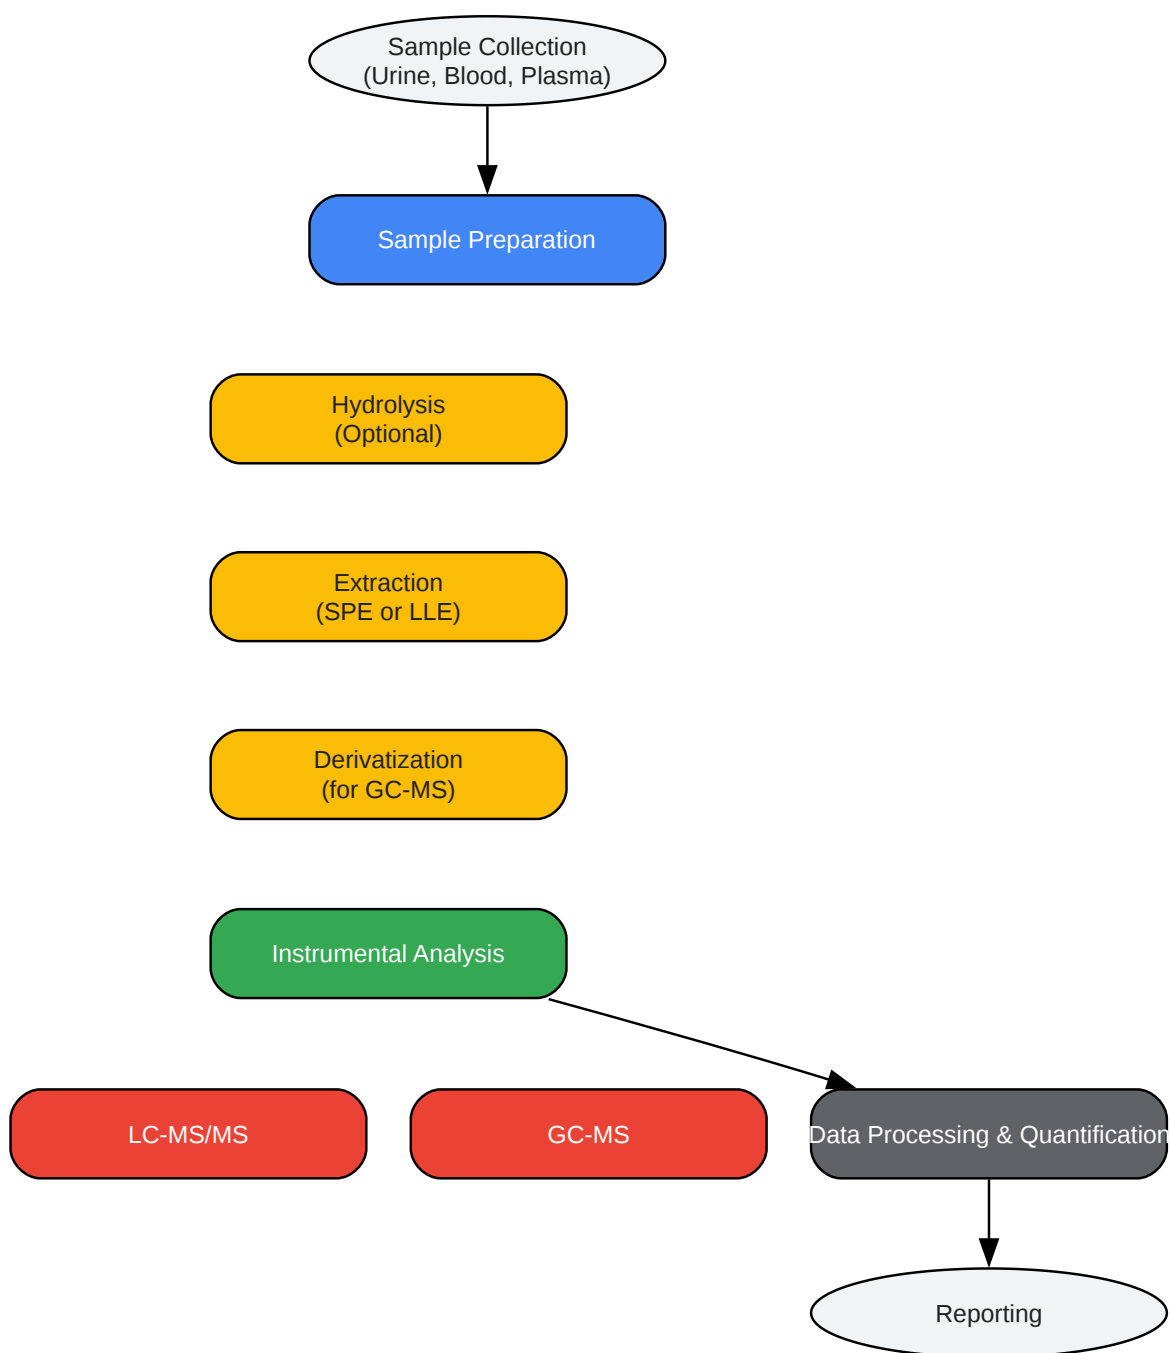 Sample Collection
(Urine, Blood, Plasma)
Sample Preparation
Hydrolysis
(Optional)
Extraction
(SPE or LLE)
Derivatization
(for GC-MS)
Instrumental Analysis
LC-MS/MS
GC-MS
Data Processing & Quantification
Reporting